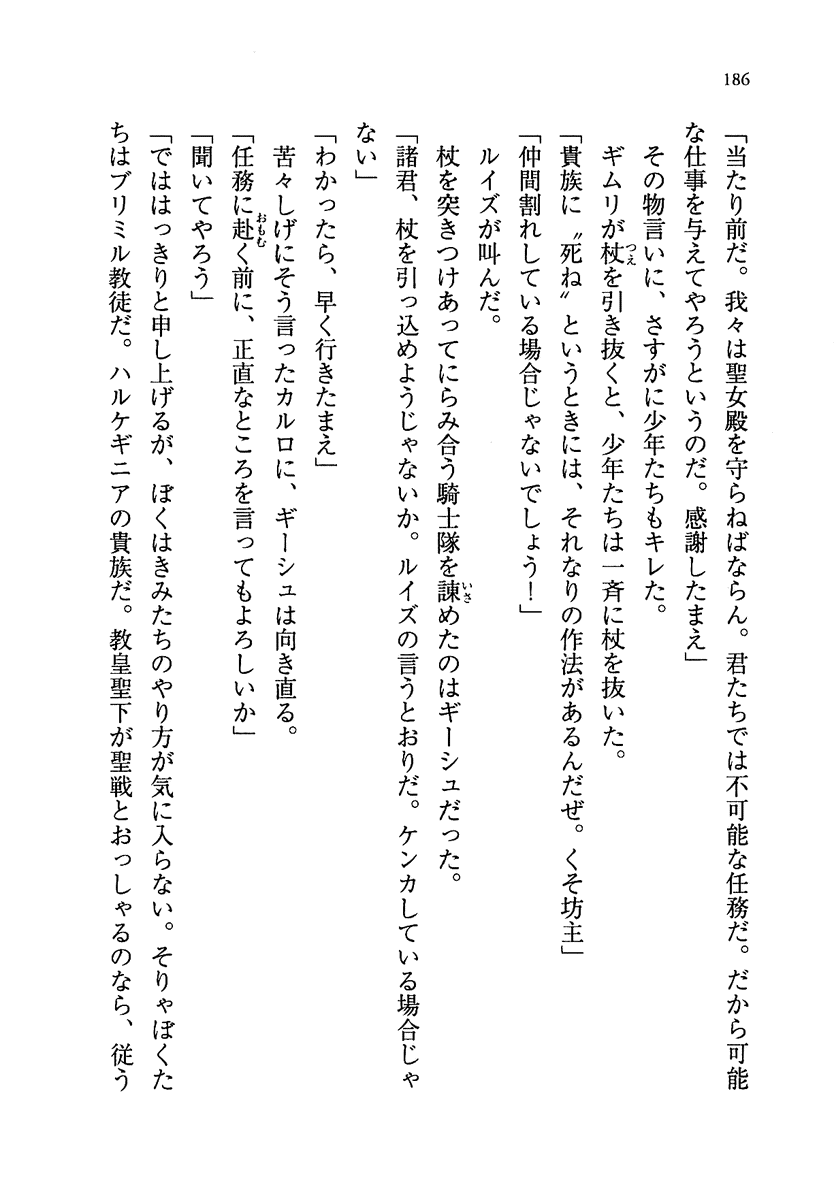 186
「当たり前だ。我々は聖女殿を守らねばならん。君たちでは不可能な任務だ。だから可能
な仕事を与えてやろうというのだ。感謝したまえ」
その物言いに、さすがに少年たちもキレた。
ギムリが杖を引き抜くと、少年たちは一斉に杖を抜いた。
「貴族に〝死ね〟というときには、それなりの作法があるんだぜ。くそ坊主」
「仲間割れしている場合じゃないでしょう！」
ルイズが叫んだ。
杖を突きつけあってにらみ合う騎士隊を諫めたのはギーシュだった。
「諸君、杖を引っ込めようじゃないか。ルイズの言うとおりだ。ケンカしている場合じゃ
ない」
「わかったら、早く行きたまえ」
苦々しげにそう言ったカルロに、ギーシュは向き直る。
「任務に赴く前に、正直なところを言ってもよろしいか」
「聞いてやろう」
「でははっきりと申し上げるが、ぼくはきみたちのやり方が気に入らない。そりゃぼくた
ちはブリミル教徒だ。ハルケギニアの貴族だ。教皇聖下が聖戦とおっしゃるのなら、従う